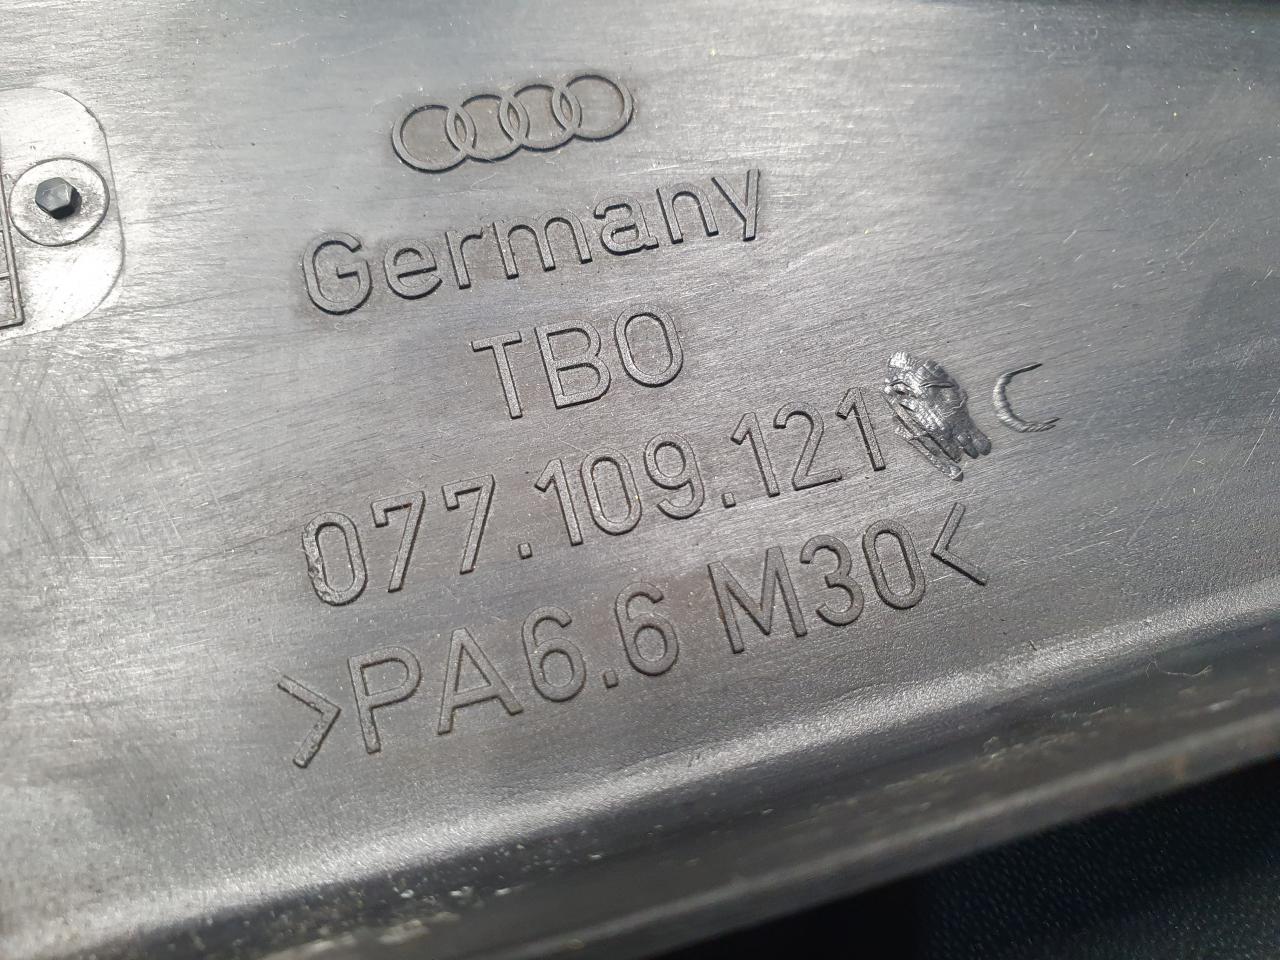 Germany
TBO
077.109.121 C
>PA6.6 M30<